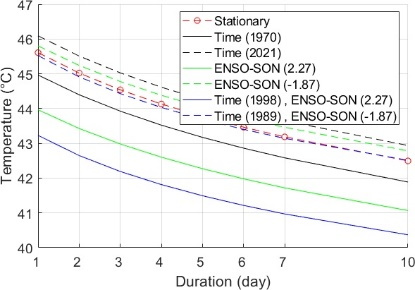 47
46
45
44
43
42
41
40
Temperature (°C)
Stationary
Time (1970)
Time (2021)
ENSO-SON (2.27)
ENSO-SON (-1.87)
Time (1998) , ENSO-SON (2.27)
Time (1989) , ENSO-SON (-1.87)
1 2 3 4 5 6 7 10
Duration (day)